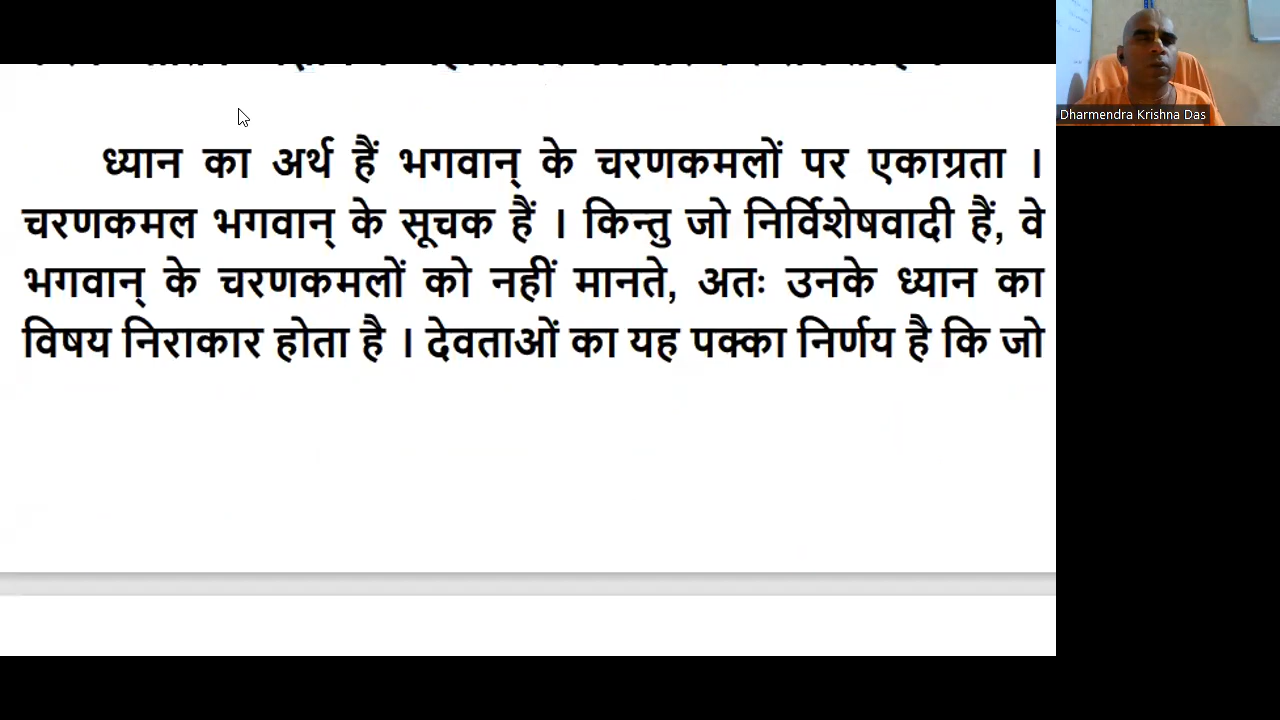 ध्यान का अर्थ हैं भगवान् के चरणकमलों पर एकाग्रता ।
चरणकमल भगवान् के सूचक हैं । किन्तु जो निर्विशेषवादी हैं, वे
भगवान् के चरणकमलों को नहीं मानते, अतः उनके ध्यान का
विषय निराकार होता है । देवताओं का यह पक्का निर्णय है कि जो
Dharmendra Krishna Das